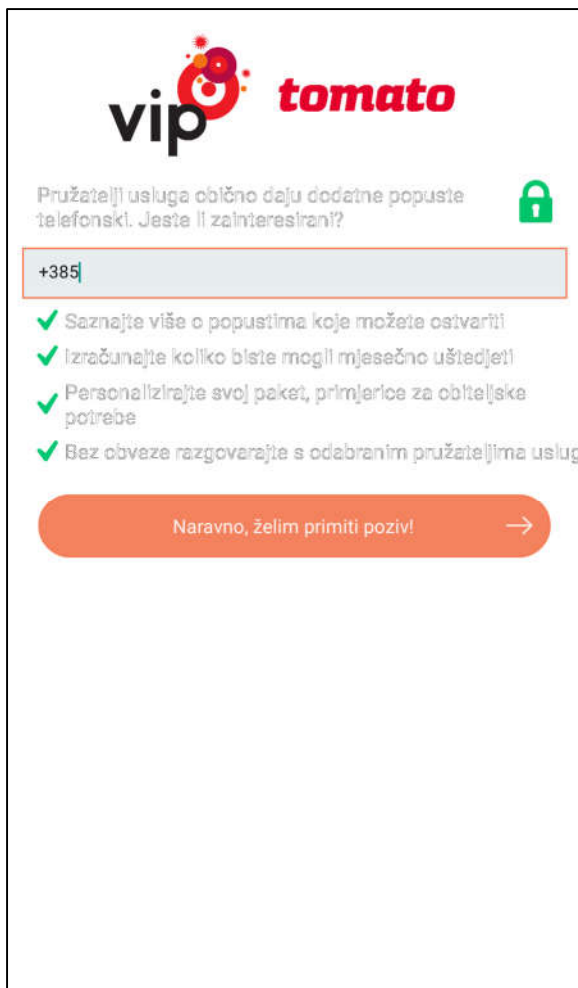 vip tomato
Pružatelji usluga obično daju dodatne popuste
telefonski. Jeste li zainteresirani?
+385
Saznajte više o popustima koje možete ostvariti
Izračunajte koliko biste mogli mjesečno uštedjeti
Personalizirajte svoj paket, primjerice za obiteljske
potrebe
Bez obveze razgovarajte s odabranim pružateljima uslug
Naravno, želim primiti poziv!